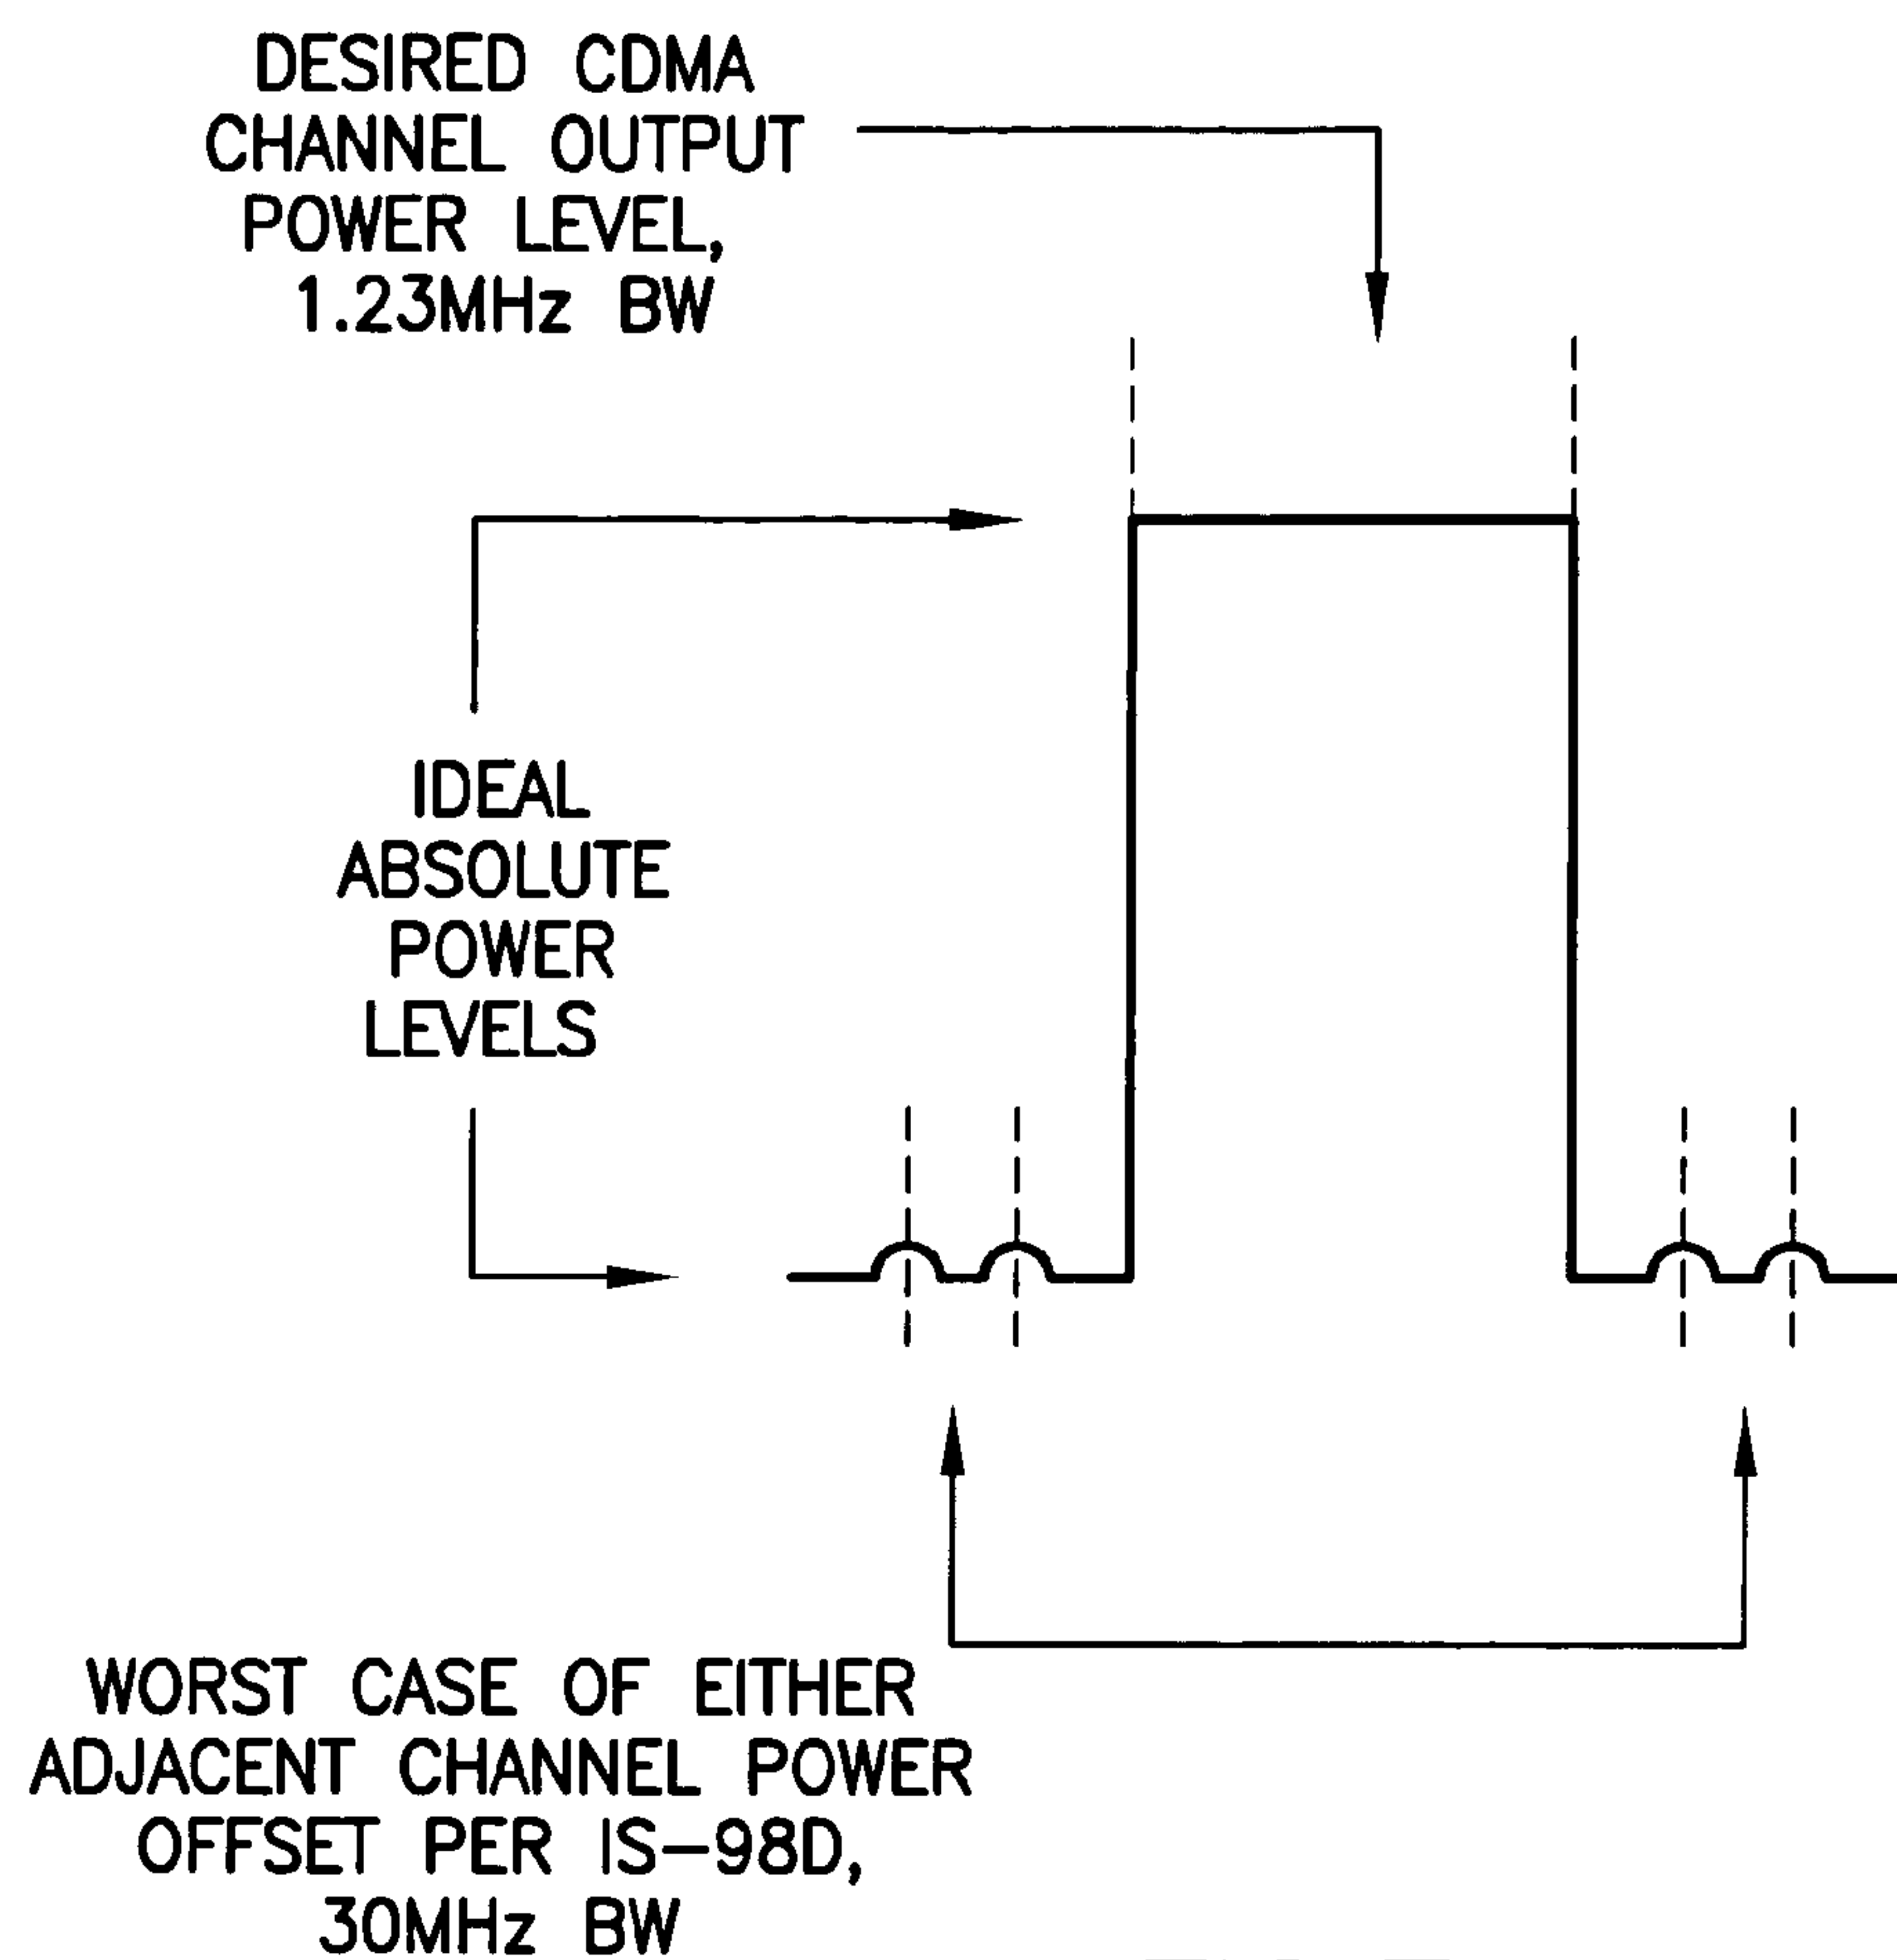 DESIRED CDMA
CHANNEL OUTPUT
POWER LEVEL,
1.23MHz BW
IDEAL
ABSOLUTE
POWER
LEVELS
WORST CASE OF EITHER
ADJACENT CHANNEL POWER
OFFSET PER IS-98D,
30MHz BW